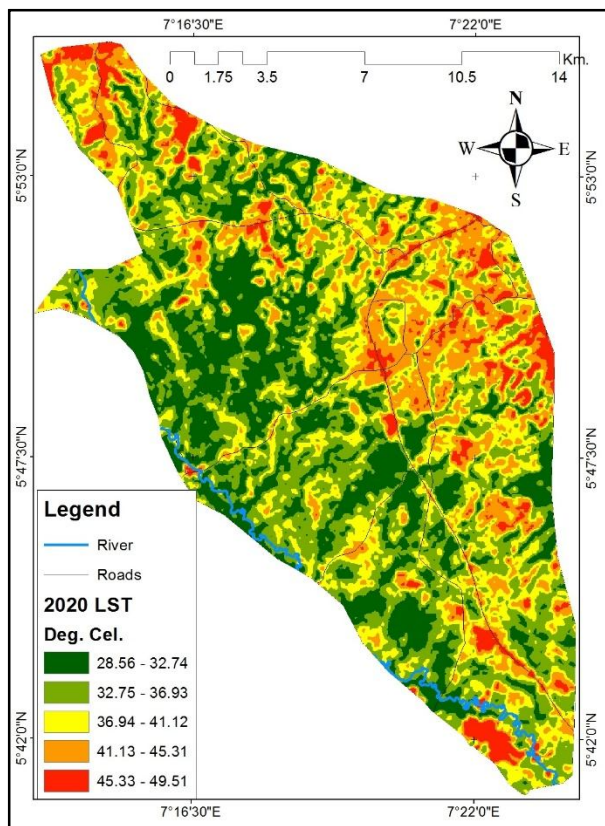 7°16'30"E 7°22'0"E
0 1.75 3.5 7 10.5 14 Km.
N
W E
S
5°53'0"N 5°53'0"N
5°47'30"N 5°47'30"N
Legend
River
Roads
2020 LST
Deg. Cel.
28.56 - 32.74
32.75 - 36.93
36.94 - 41.12
41.13 - 45.31
45.33 - 49.51
5°42'0"N 5°42'0"N
7°16'30"E 7°22'0"E